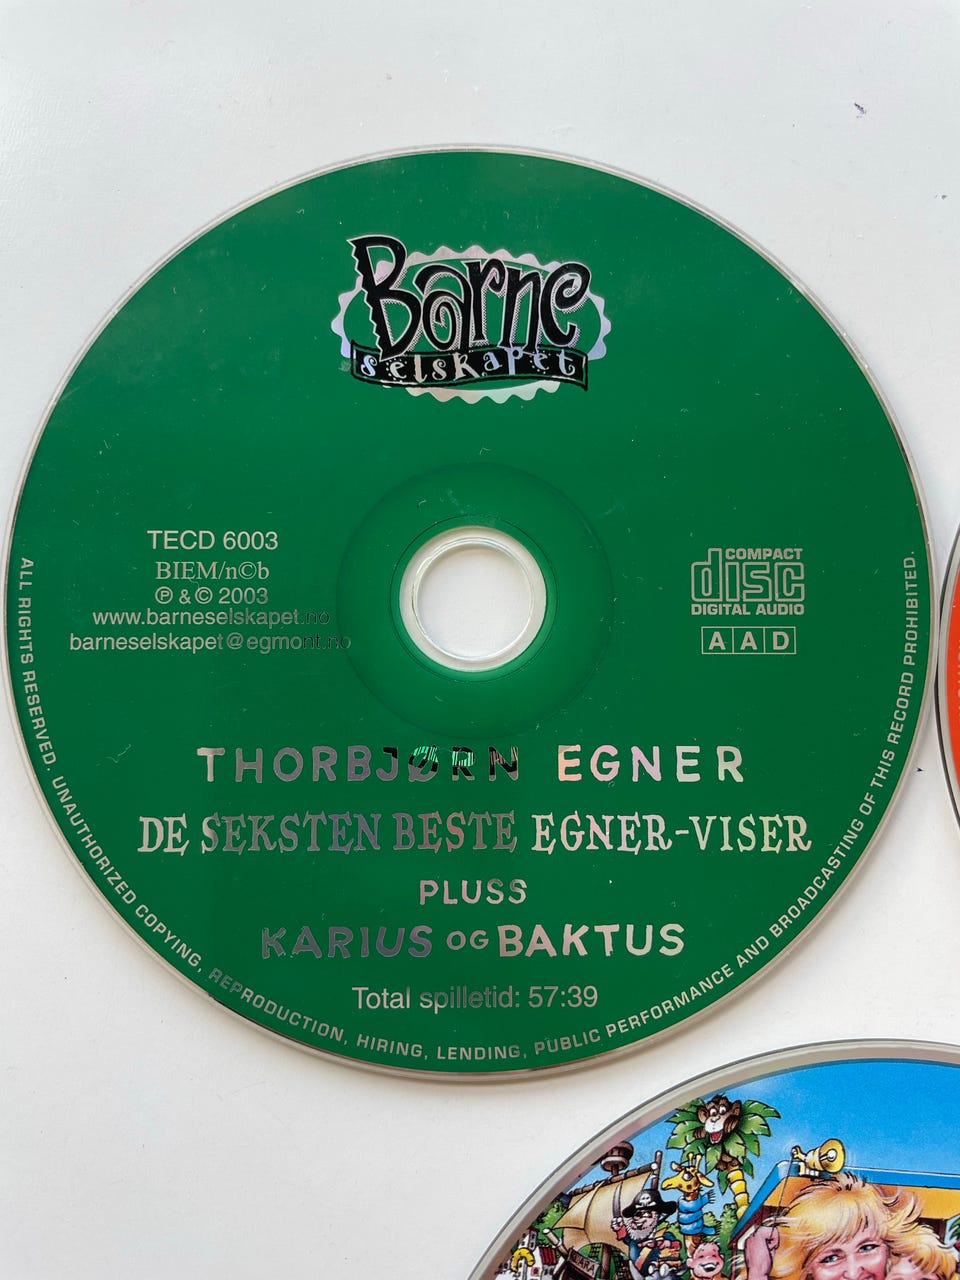 Barne
selskapet
TECD 6003
BIEM/n©b
℗ & © 2003
www.barneselskapet.no
barneselskapet@egmont.no
COMPACT
disc
DIGITAL AUDIO
AAD
THORBJØRN EGNER
DE SEKSTEN BESTE EGNER-VISER
PLUSS
KARIUS OG BAKTUS
Total spilletid: 57:39
ALL RIGHTS RESERVED. UNAUTHORIZED COPYING, REPRODUCTION, HIRING, LENDING, PUBLIC PERFORMANCE AND BROADCASTING OF THIS RECORD PROHIBITED.